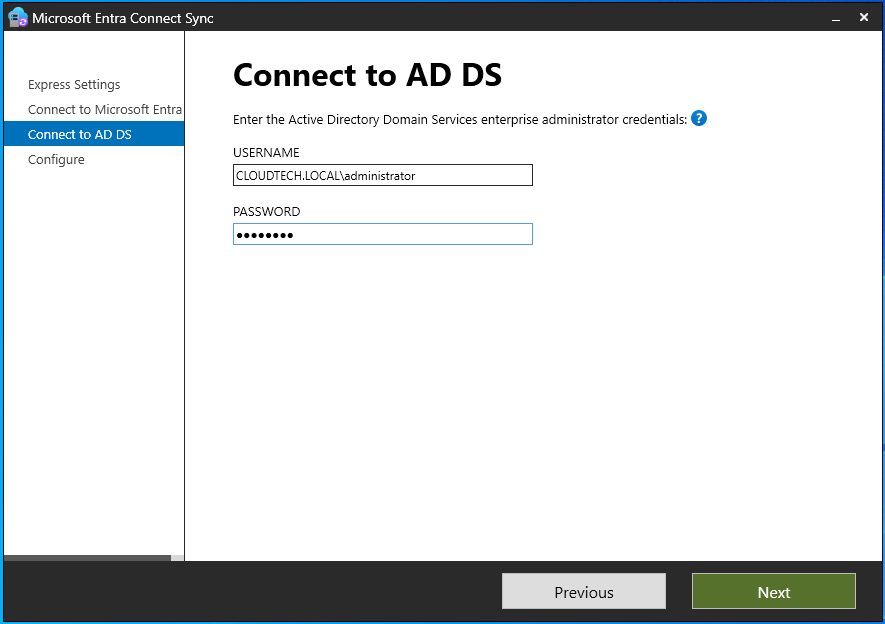 Microsoft Entra Connect Sync
Express Settings
Connect to Microsoft Entra
Connect to AD DS
Configure
Connect to AD DS
Enter the Active Directory Domain Services enterprise administrator credentials: ?
USERNAME
CLOUDTECH.LOCAL\administrator
PASSWORD
●●●●●●●●
Previous
Next